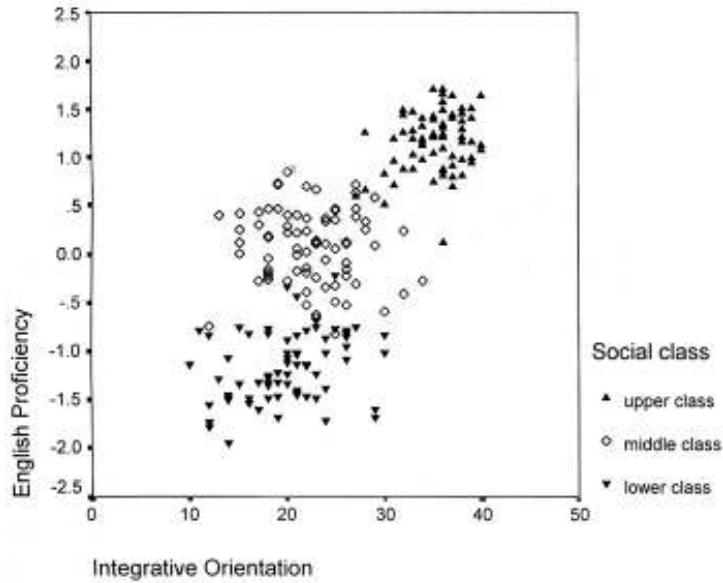 2.5
2.0
1.5
1.0
.5
0.0
-.5
-1.0
-1.5
-2.0
-2.5
English Proficiency
0 10 20 30 40 50
Integrative Orientation
Social class
upper class
middle class
lower class